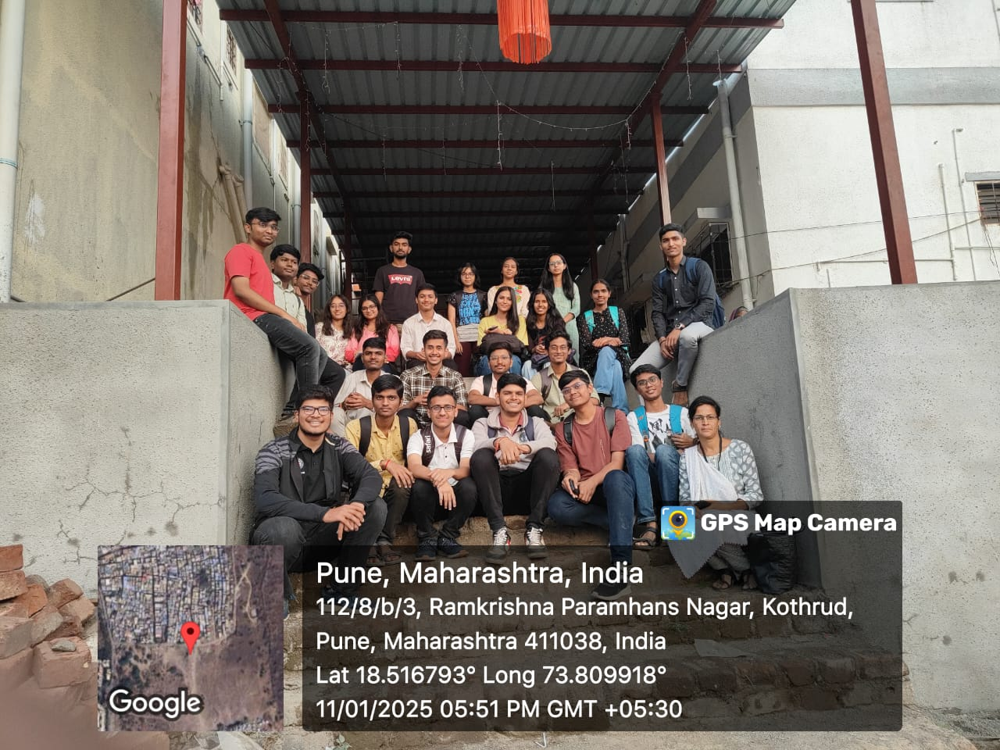 LEVI'S
safari
GPS Map Camera
Pune, Maharashtra, India
112/8/b/3, Ramkrishna Paramhans Nagar, Kothrud,
Pune, Maharashtra 411038, India
Lat 18.516793° Long 73.809918°
11/01/2025 05:51 PM GMT +05:30
Google